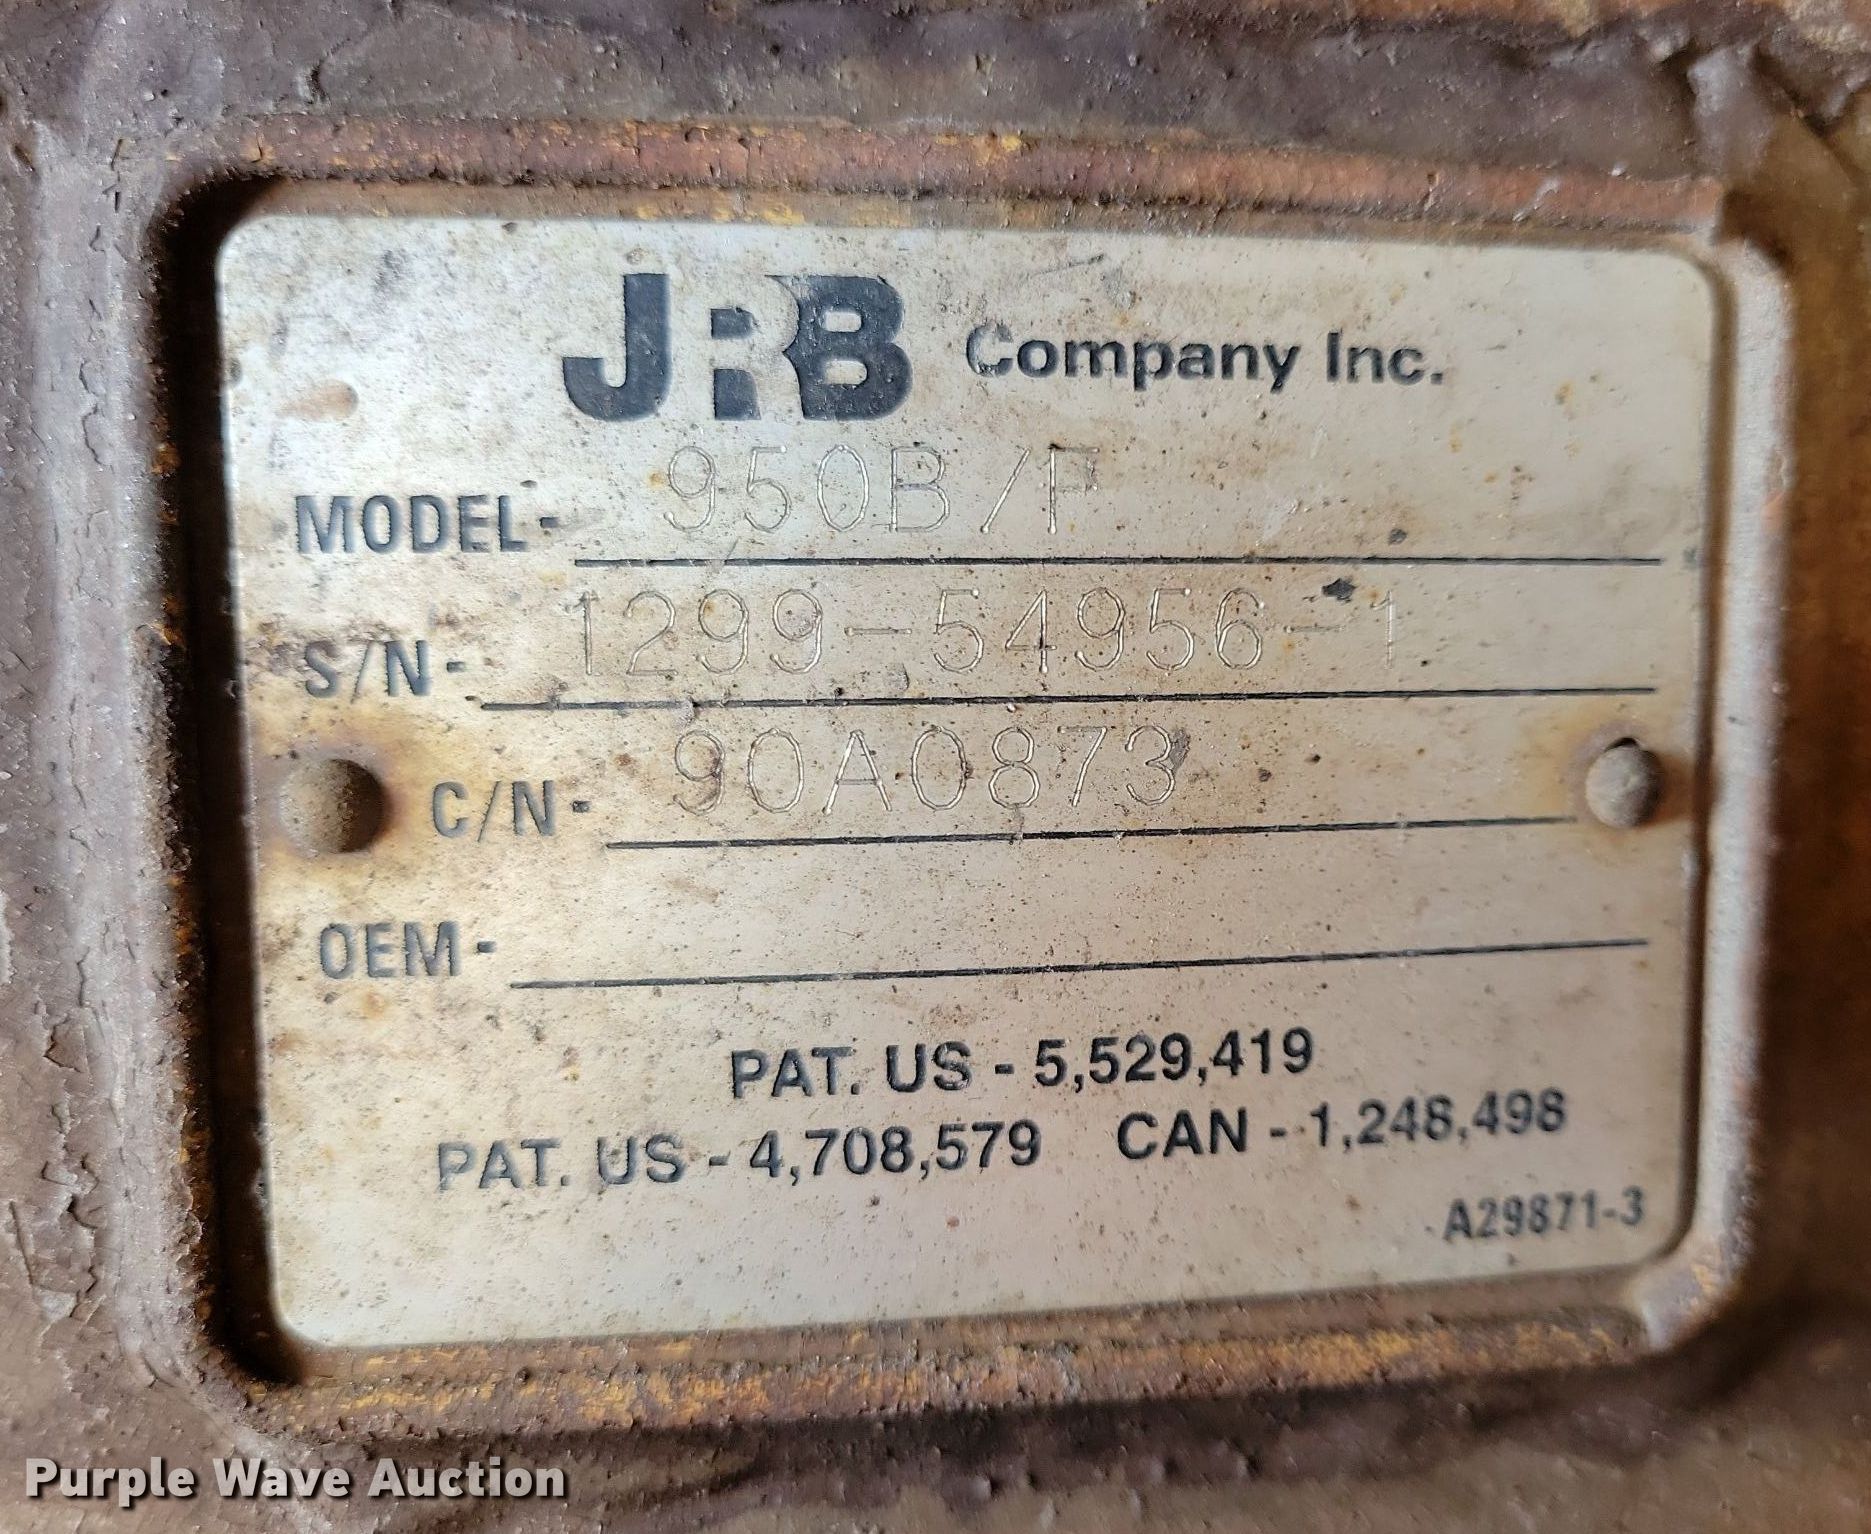 JRB Company Inc.
MODEL- 950B/F
S/N- 1299-54956-1
C/N- 90A0873
OEM-
PAT. US - 5,529,419
PAT. US - 4,708,579 CAN - 1,248,498
A29871-3
Purple Wave Auction